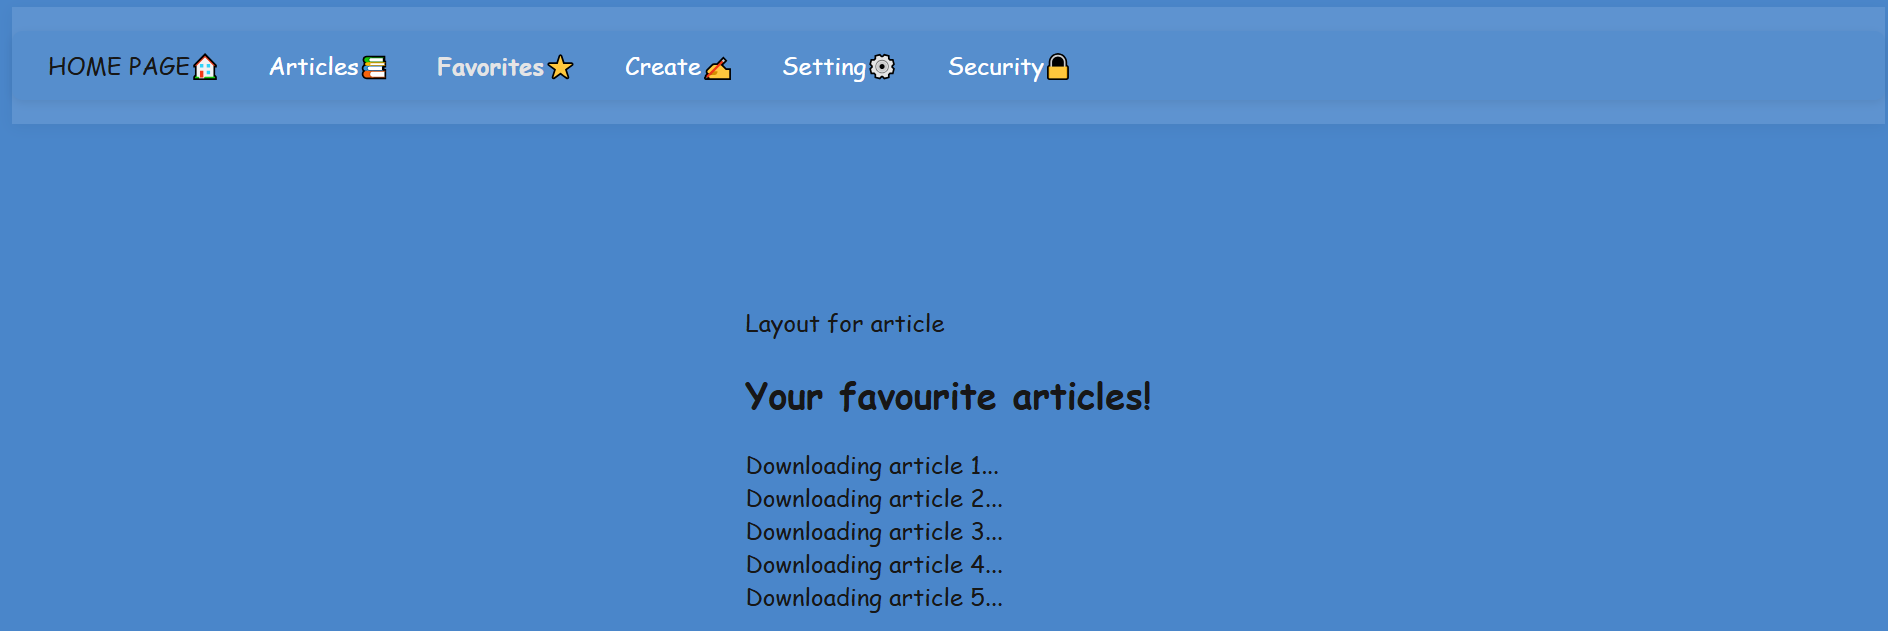 HOME PAGE🏠 Articles📚 Favorites⭐ Create✍ Setting⚙ Security🔒
Layout for article
Your favourite articles!
Downloading article 1...
Downloading article 2...
Downloading article 3...
Downloading article 4...
Downloading article 5...